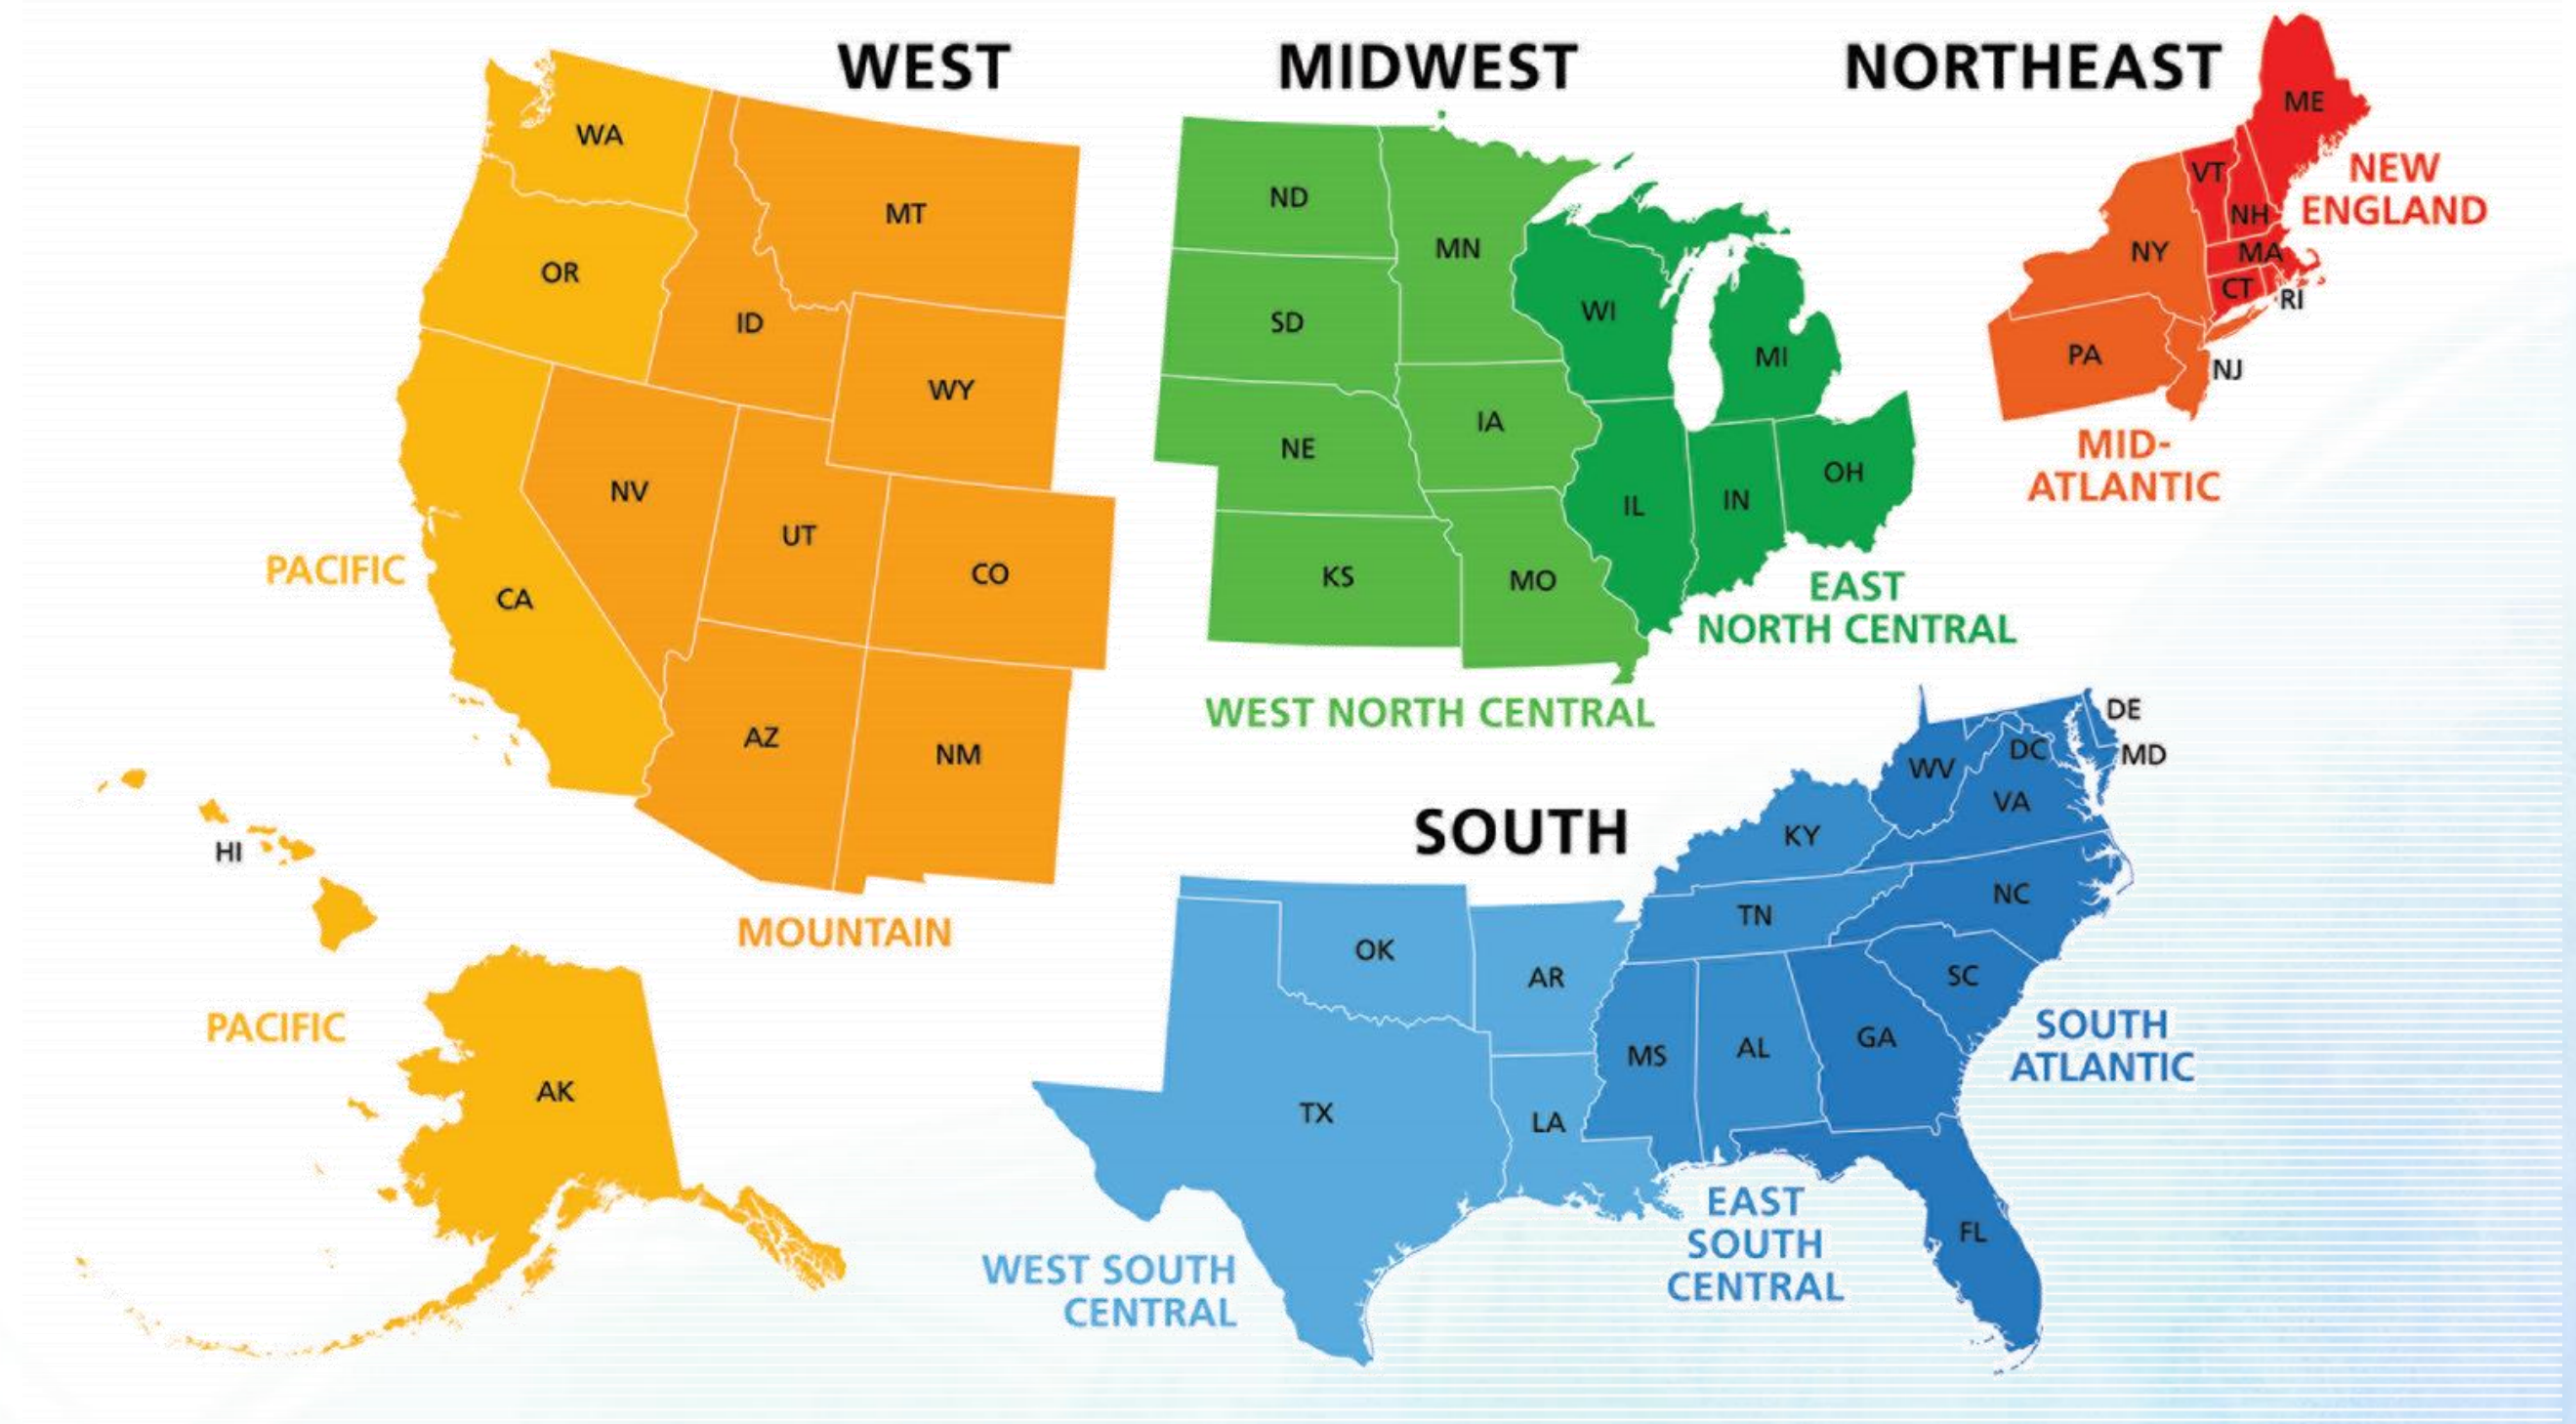 WEST
WA
MT
OR
ID
WY
NV
UT
CO
PACIFIC
CA
AZ
NM
HI
MOUNTAIN
PACIFIC
AK
MIDWEST
ND
MN
SD
WI
MI
IA
NE
OH
IN
IL
KS
MO
EAST
NORTH CENTRAL
WEST NORTH CENTRAL
NORTHEAST
ME
NEW
ENGLAND
VT
NH
NY
MA
CT
RI
PA
NJ
MID-
ATLANTIC
SOUTH
DE
MD
DC
WV
VA
KY
NC
TN
OK
AR
SC
SOUTH
ATLANTIC
GA
AL
MS
TX
LA
EAST
SOUTH
CENTRAL
FL
WEST SOUTH
CENTRAL